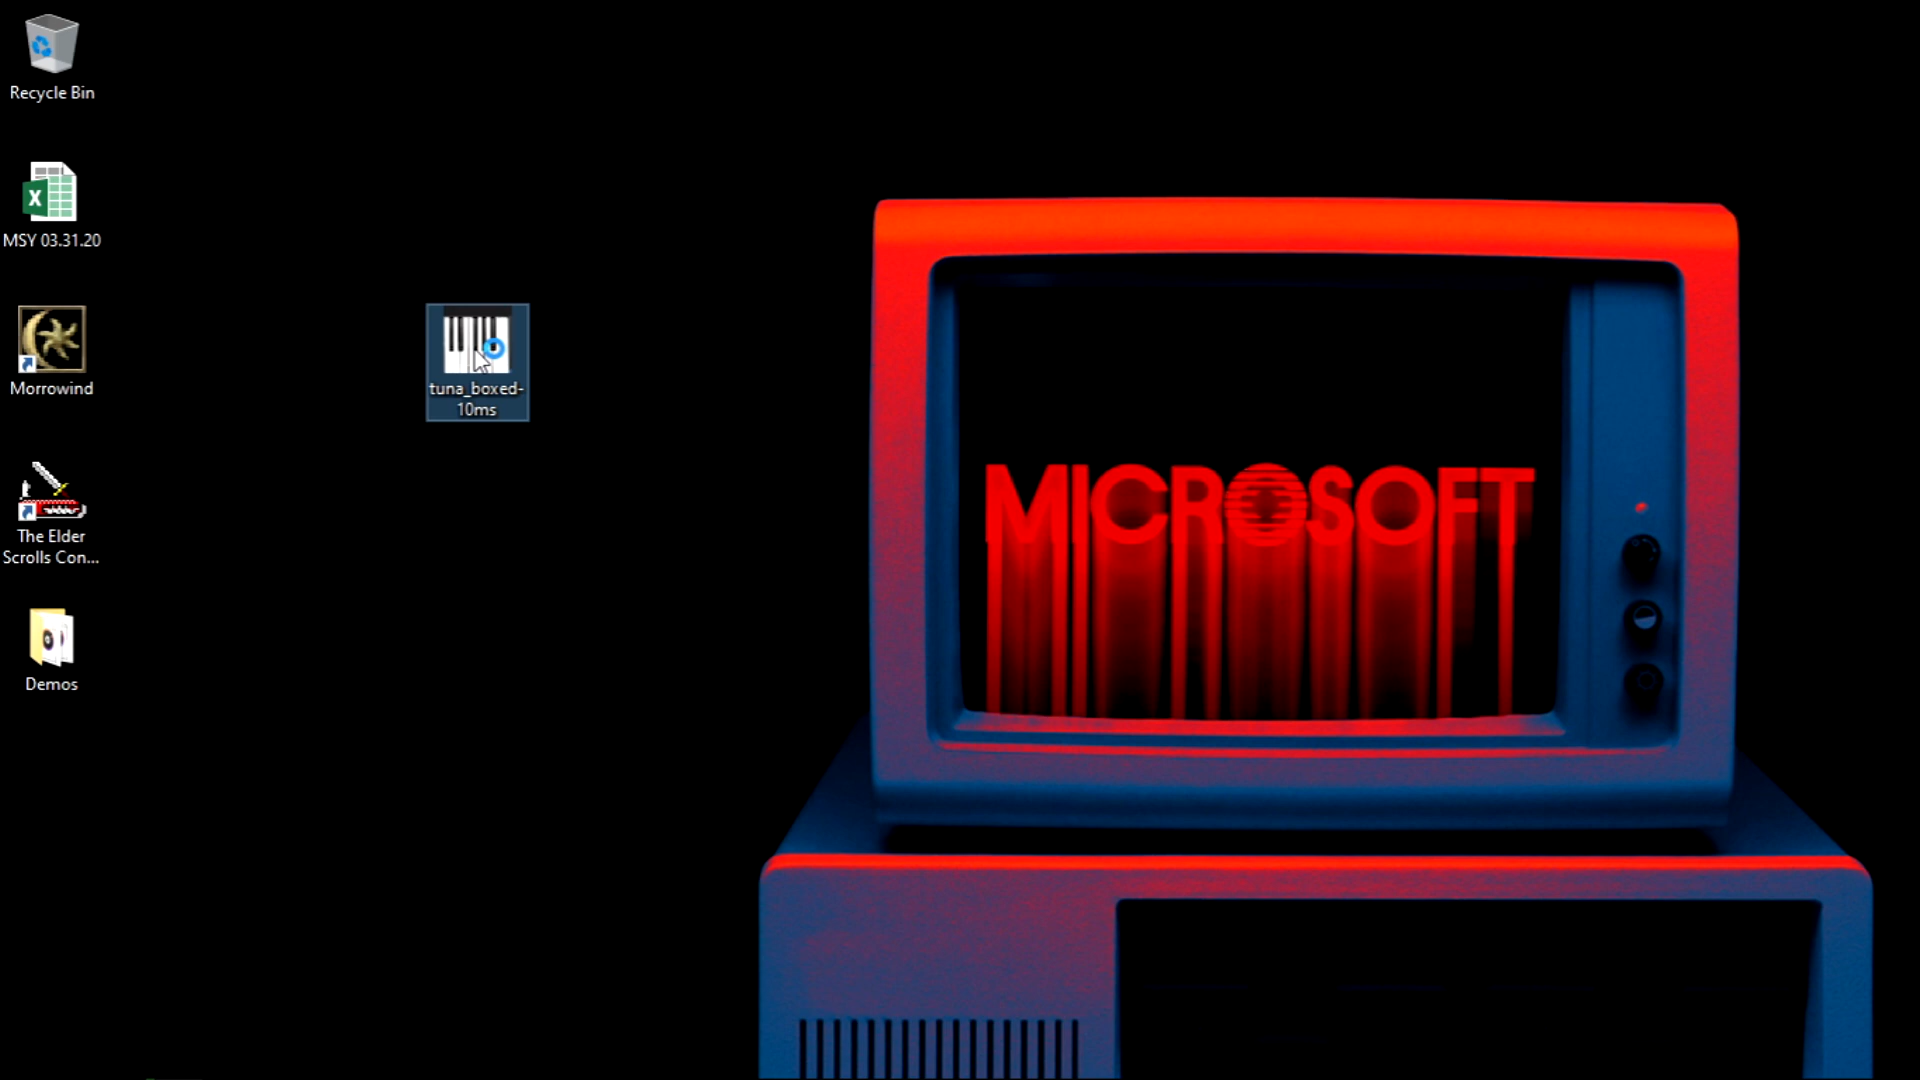 Recycle Bin
MSY 03.31.20
Morrowind
The Elder
Scrolls Con...
Demos
tuna_boxed-
10ms
MICROSOFT